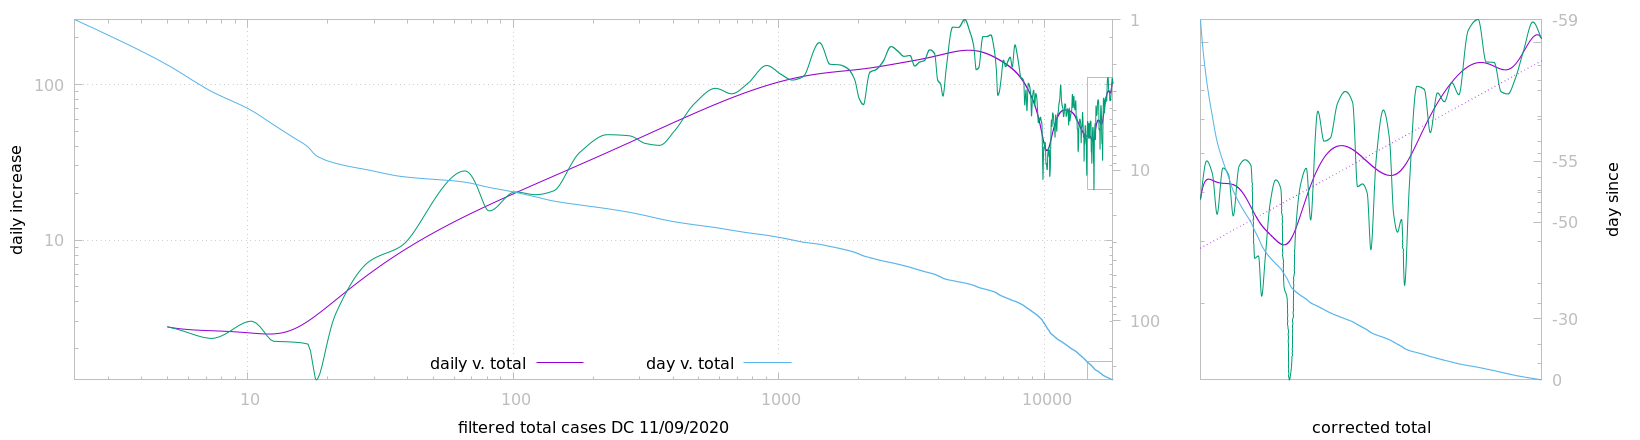 1
-59
100
daily increase
10
-55
-50
day since
10
100
-30
daily v. total
day v. total
0
10
100
1000
10000
filtered total cases DC 11/09/2020
corrected total